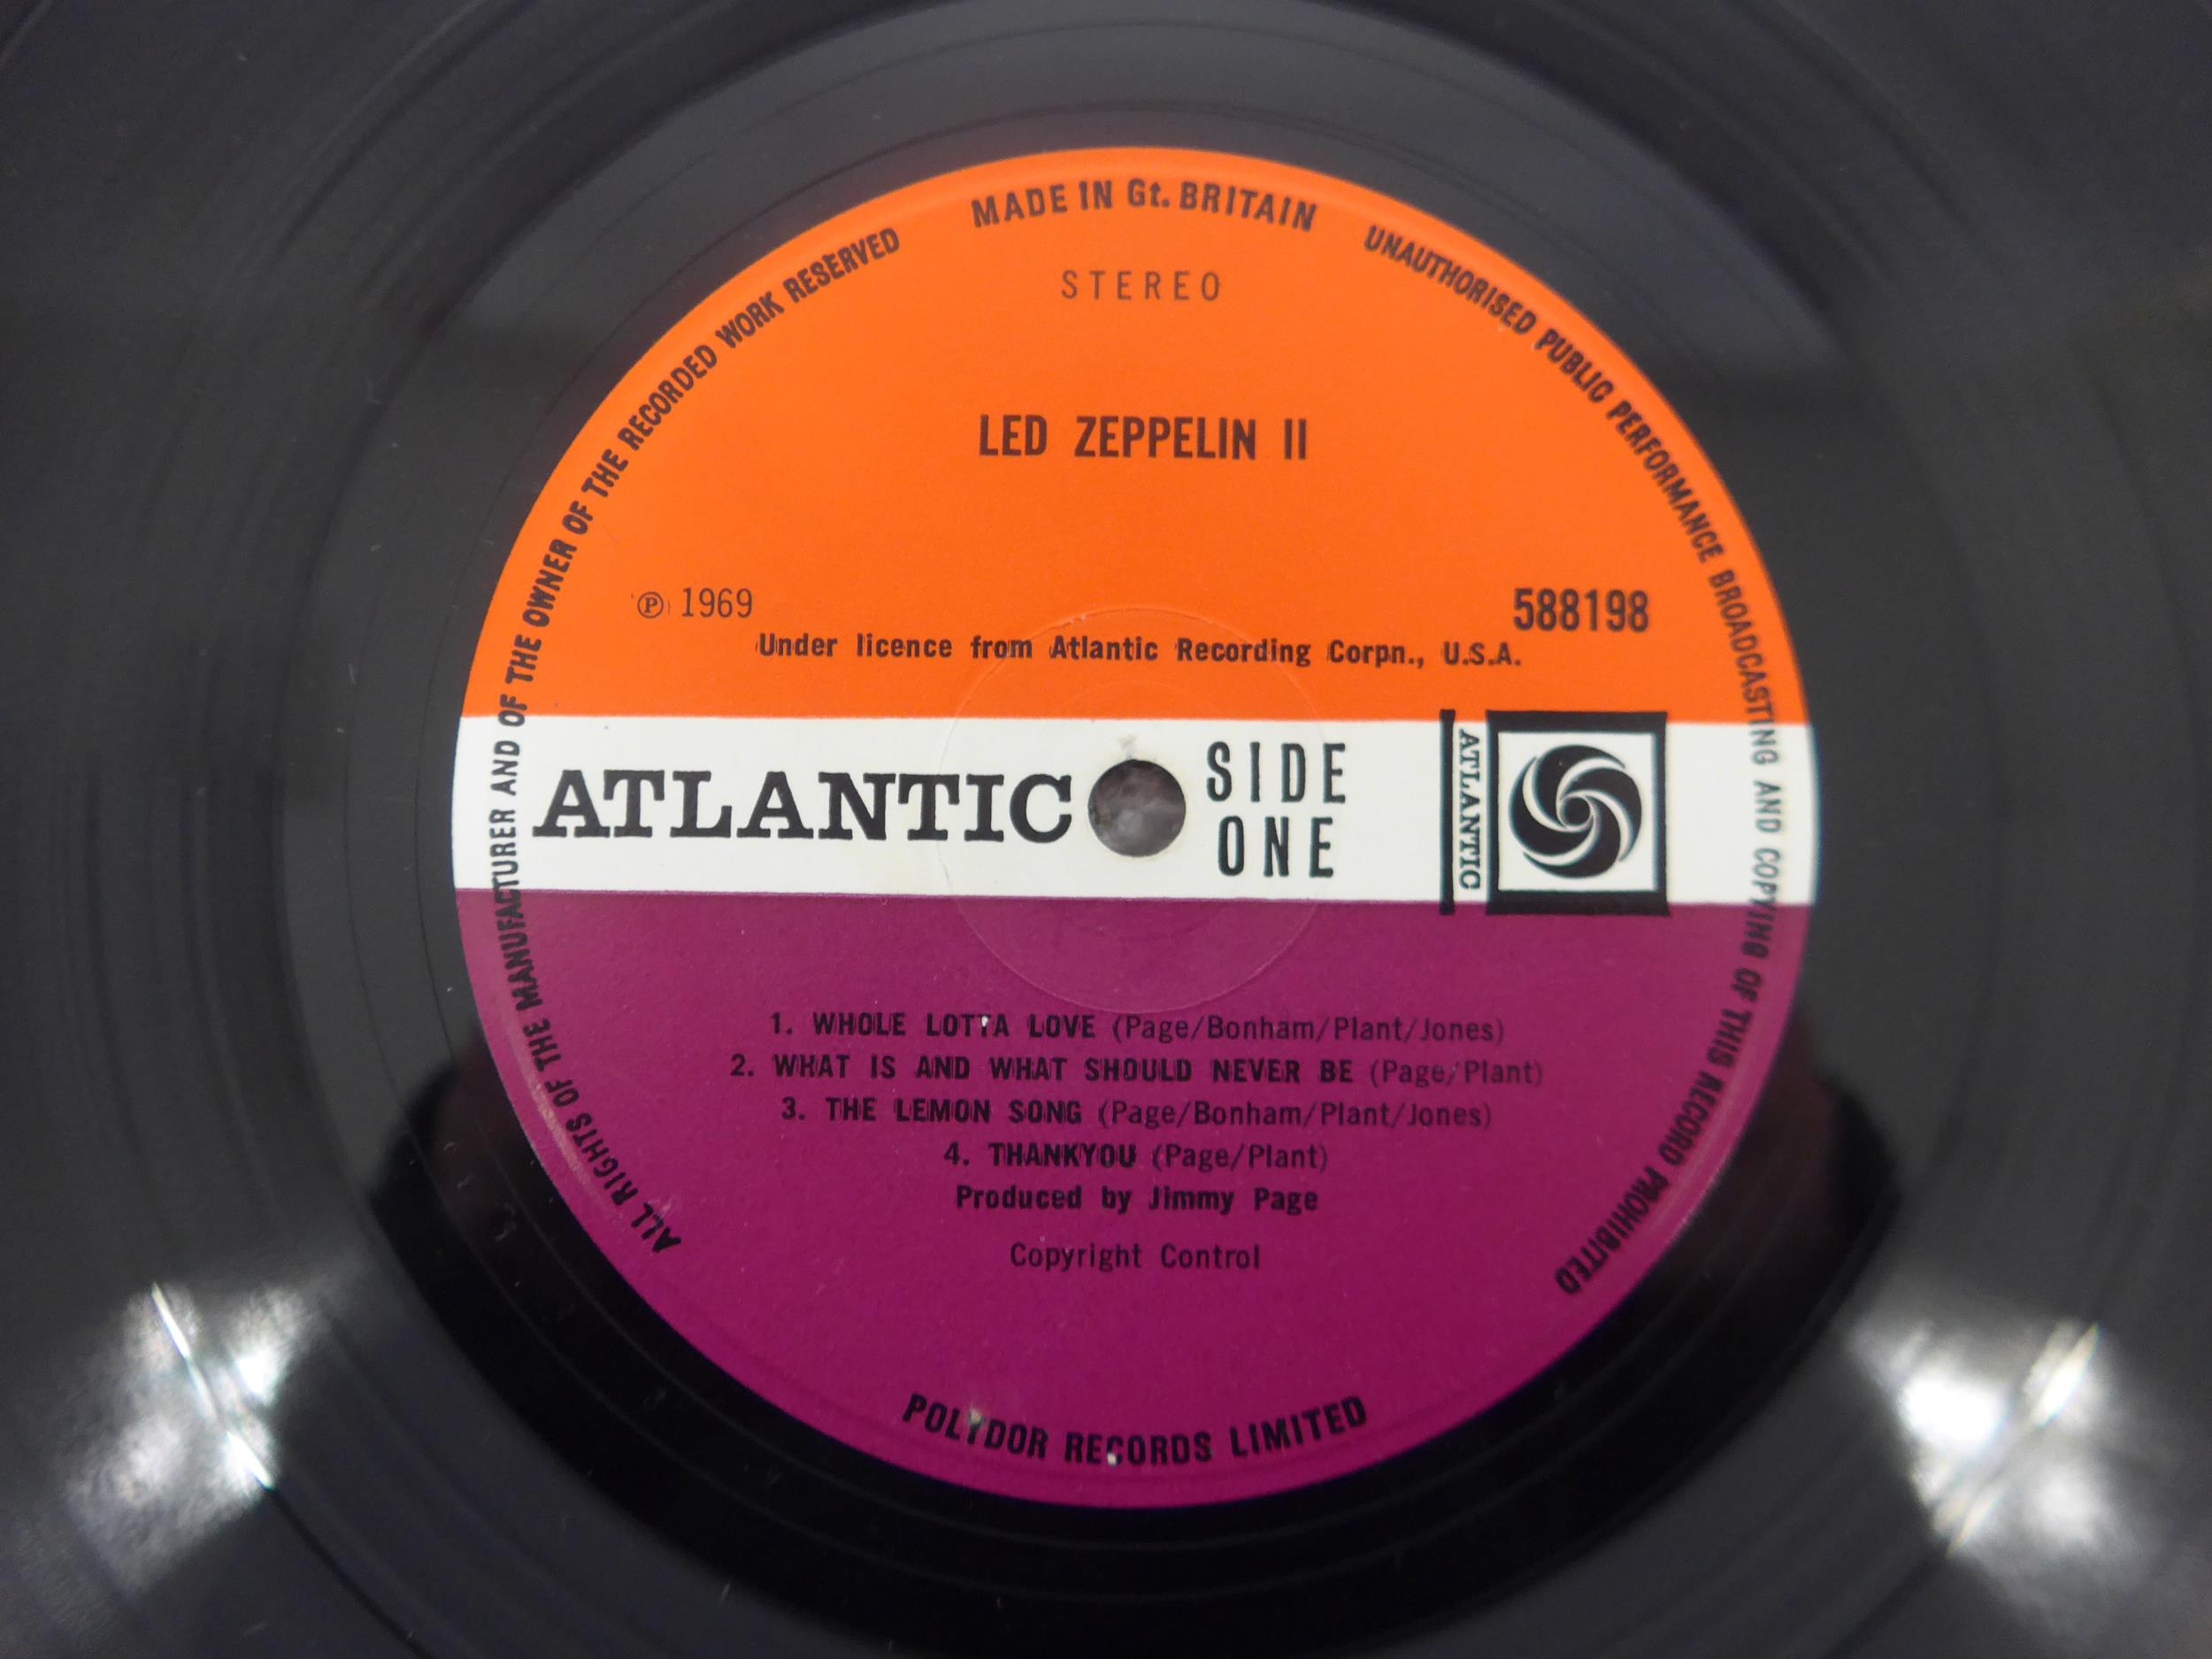 MADE IN Gt. BRITAIN
UNAUTHORISED PUBLIC PERFORMANCE BROADCASTING AND COPYING OF THIS RECORD PROHIBITED
ALL RIGHTS OF THE MANUFACTURER AND OF THE OWNER OF THE RECORDED WORK RESERVED
STEREO
LED ZEPPELIN II
℗ 1969
588198
Under licence from Atlantic Recording Corpn., U.S.A.
ATLANTIC
SIDE
ONE
ATLANTIC
1. WHOLE LOTTA LOVE (Page/Bonham/Plant/Jones)
2. WHAT IS AND WHAT SHOULD NEVER BE (Page/Plant)
3. THE LEMON SONG (Page/Bonham/Plant/Jones)
4. THANKYOU (Page/Plant)
Produced by Jimmy Page
Copyright Control
POLYDOR RECORDS LIMITED